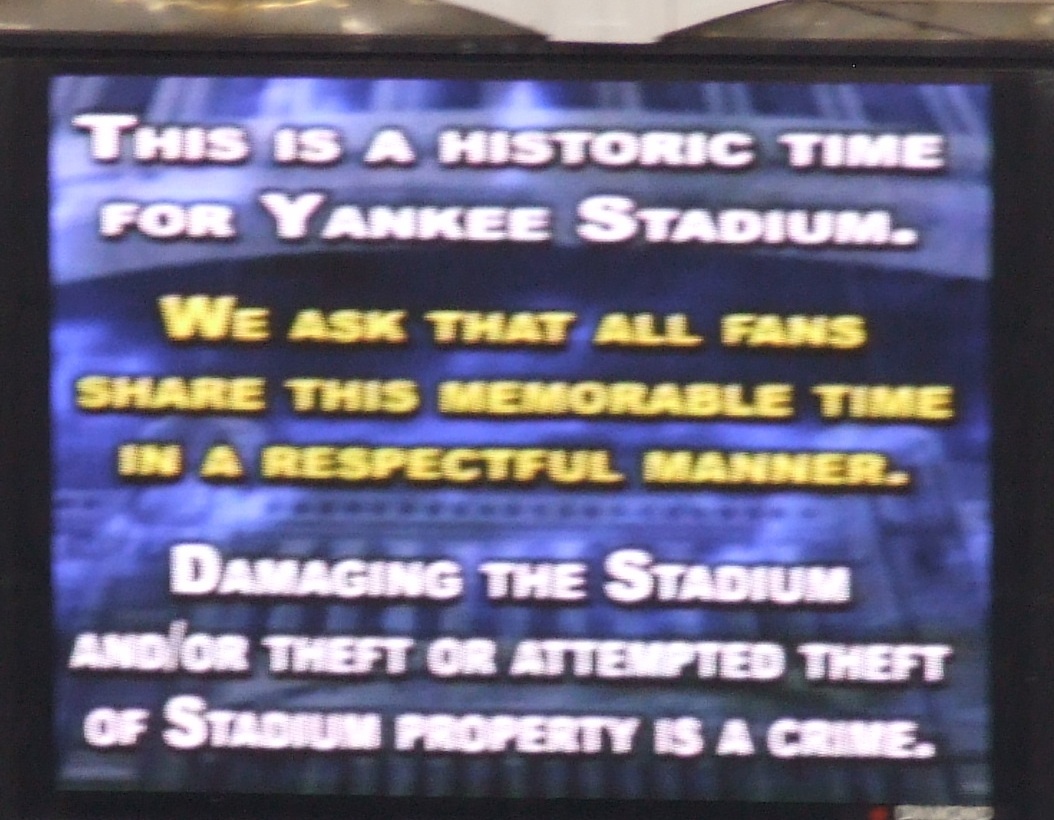 THIS IS A HISTORIC TIME
FOR YANKEE STADIUM.
WE ASK THAT ALL FANS
SHARE THIS MEMORABLE TIME
IN A RESPECTFUL MANNER.
DAMAGING THE STADIUM
AND/OR THEFT OR ATTEMPTED THEFT
OF STADIUM PROPERTY IS A CRIME.